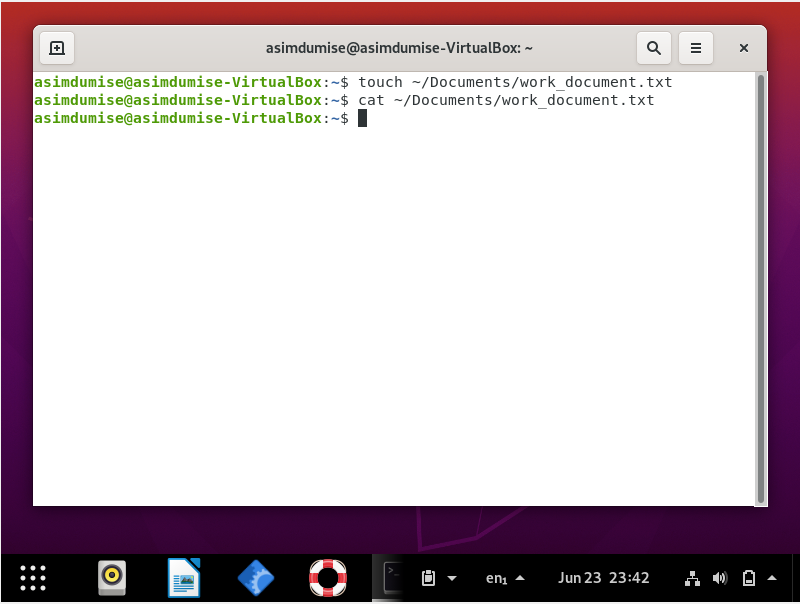 asimdumise@asimdumise-VirtualBox: ~
asimdumise@asimdumise-VirtualBox:~$ touch ~/Documents/work_document.txt
asimdumise@asimdumise-VirtualBox:~$ cat ~/Documents/work_document.txt
asimdumise@asimdumise-VirtualBox:~$
en₁ Jun 23 23:42